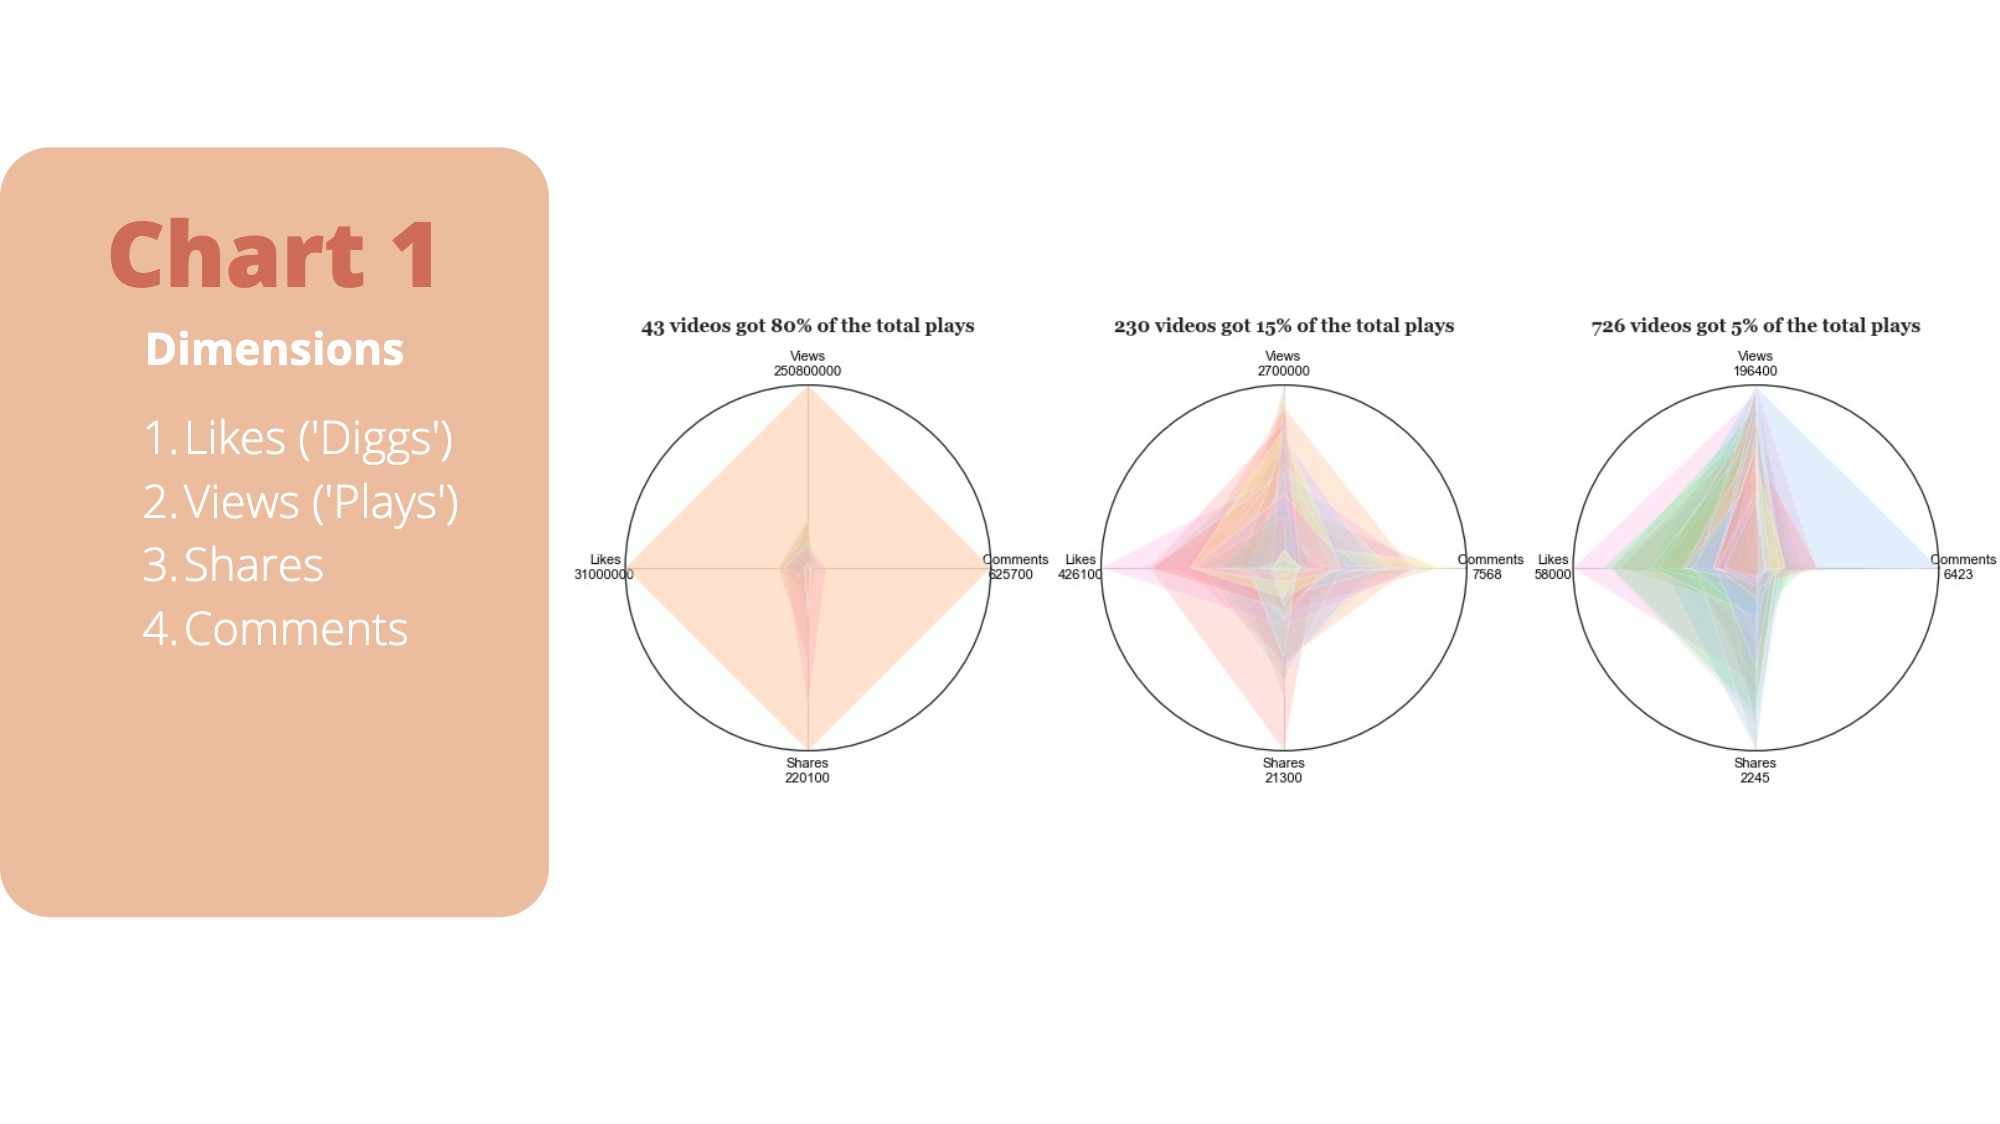 Chart 1
Dimensions
1. Likes ('Diggs')
2. Views ('Plays')
3. Shares
4. Comments
43 videos got 80% of the total plays
Views
250800000
Likes
31000000
Comments
625700
Shares
220100
230 videos got 15% of the total plays
Views
2700000
Likes
426100
Comments
7568
Shares
21300
726 videos got 5% of the total plays
Views
196400
Likes
58000
Comments
6423
Shares
2245